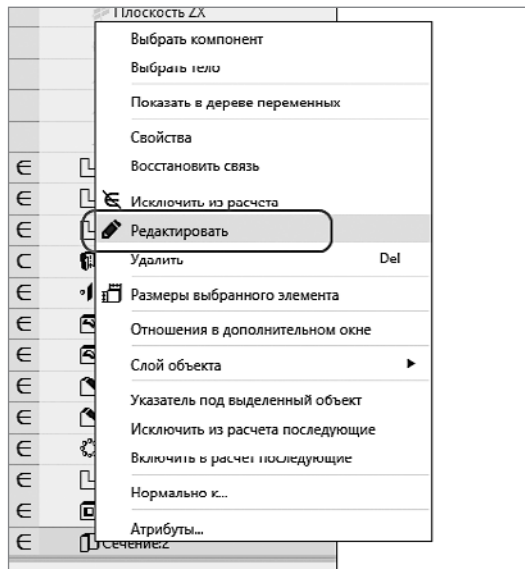 Плоскость ZX
Выбрать компонент
Выбрать тело
Показать в дереве переменных
Свойства
Восстановить связь
∈
∈ Исключить из расчета
∈ Редактировать
⊂ Удалить Del
∈ Размеры выбранного элемента
∈ Отношения в дополнительном окне
∈ Слой объекта
∈ Указатель под выделенный объект
∈ Исключить из расчета последующие
∈ Включить в расчет последующие
∈ Нормально к...
∈
Атрибуты...
∈ Сечение:2